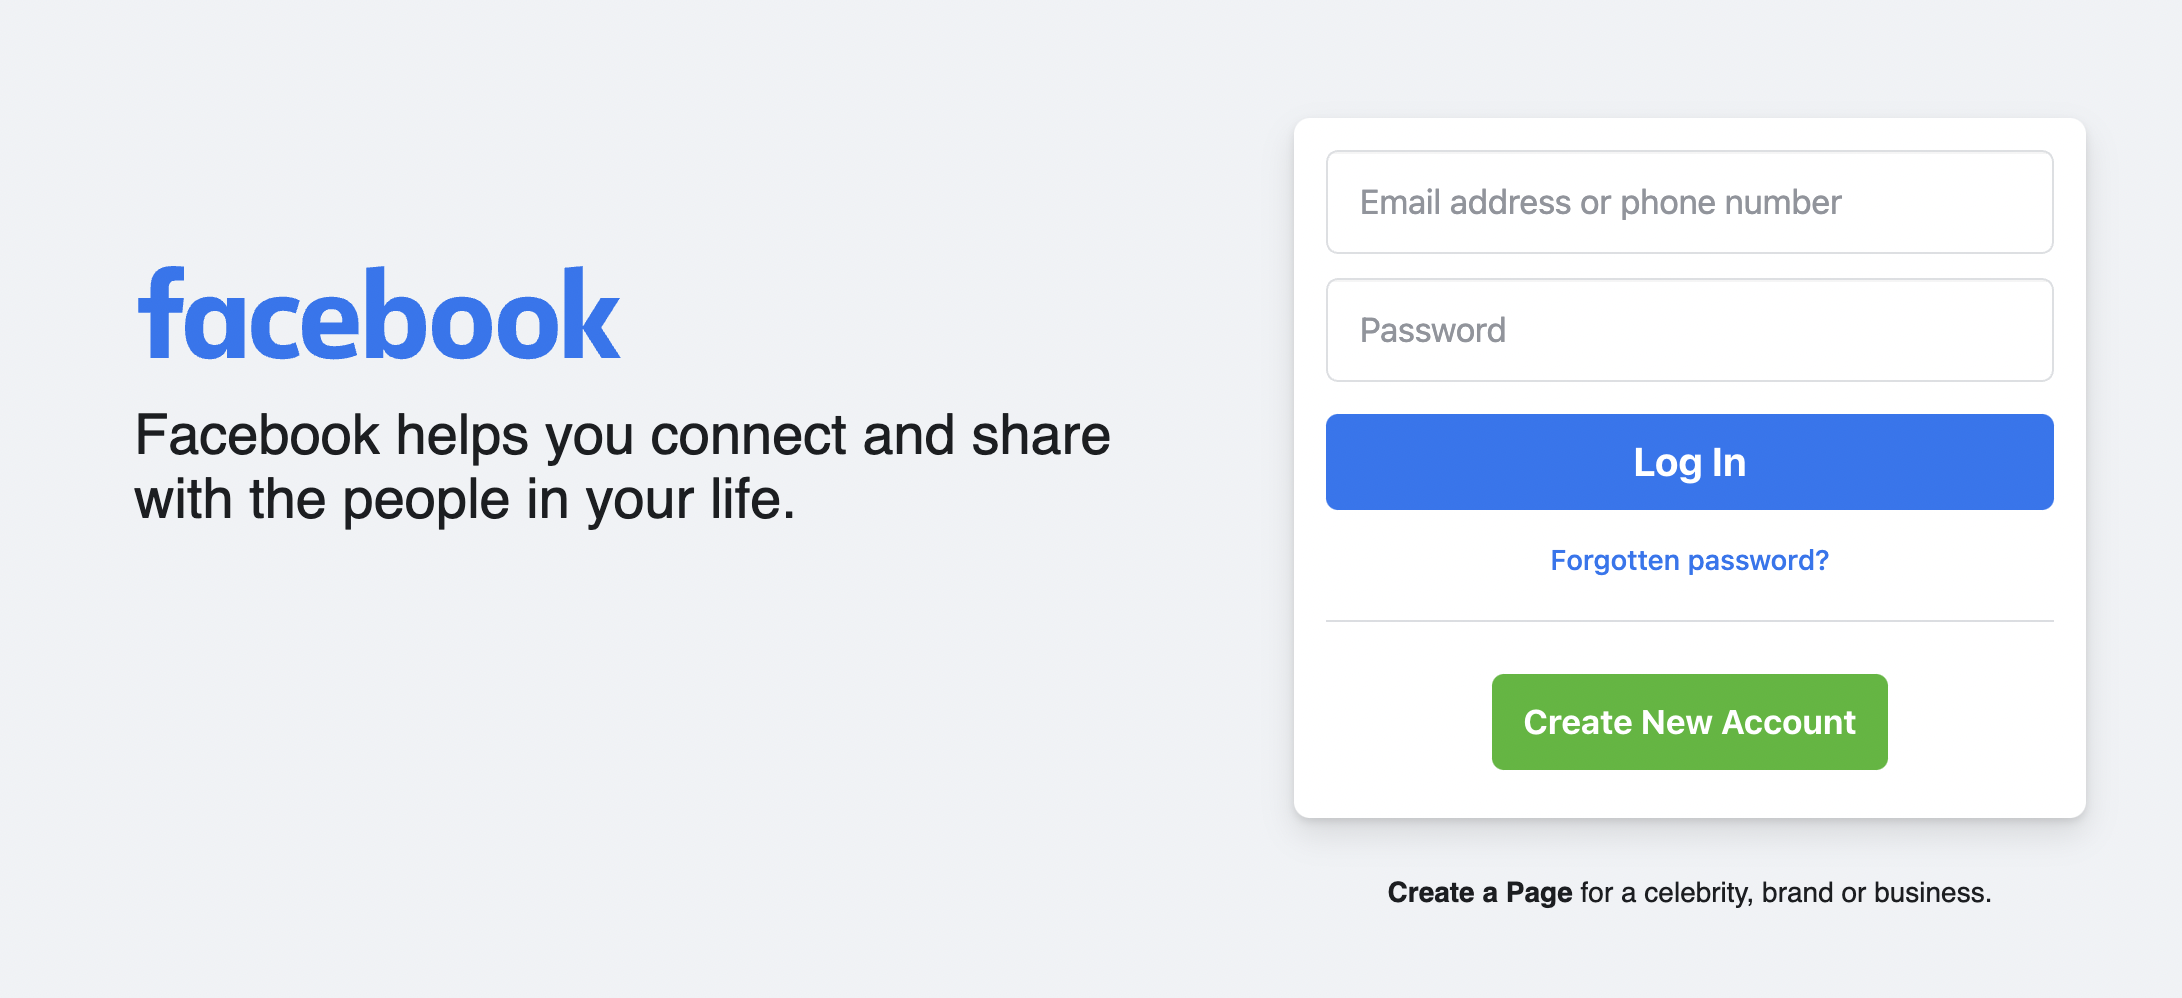 facebook
Facebook helps you connect and share
with the people in your life.
Email address or phone number
Password
Log In
Forgotten password?
Create New Account
Create a Page for a celebrity, brand or business.